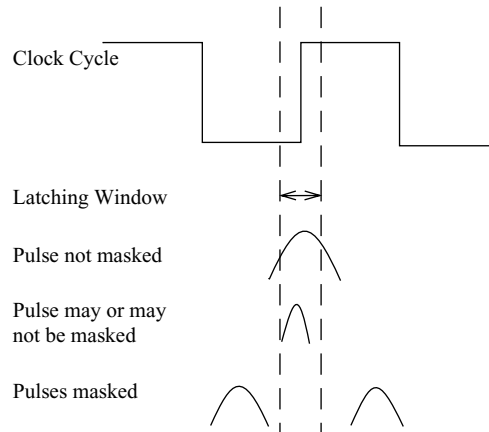 Clock Cycle
Latching Window
Pulse not masked
Pulse may or may
not be masked
Pulses masked